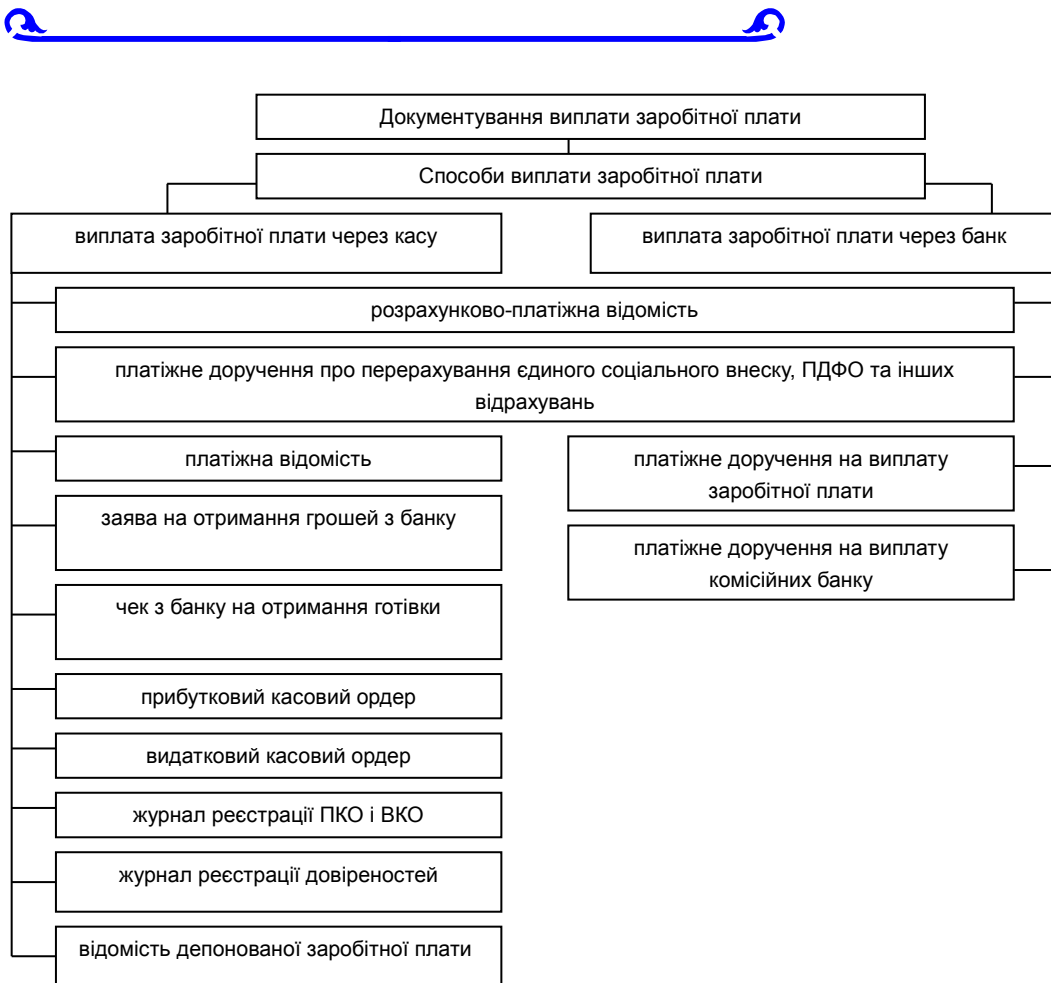 Документування виплати заробітної плати
Способи виплати заробітної плати
виплата заробітної плати через касу
виплата заробітної плати через банк
розрахунково-платіжна відомість
платіжне доручення про перерахування єдиного соціального внеску, ПДФО та інших
відрахувань
платіжна відомість
платіжне доручення на виплату
заробітної плати
заява на отримання грошей з банку
платіжне доручення на виплату
комісійних банку
чек з банку на отримання готівки
прибутковий касовий ордер
видатковий касовий ордер
журнал реєстрації ПКО і ВКО
журнал реєстрації довіреностей
відомість депонованої заробітної плати